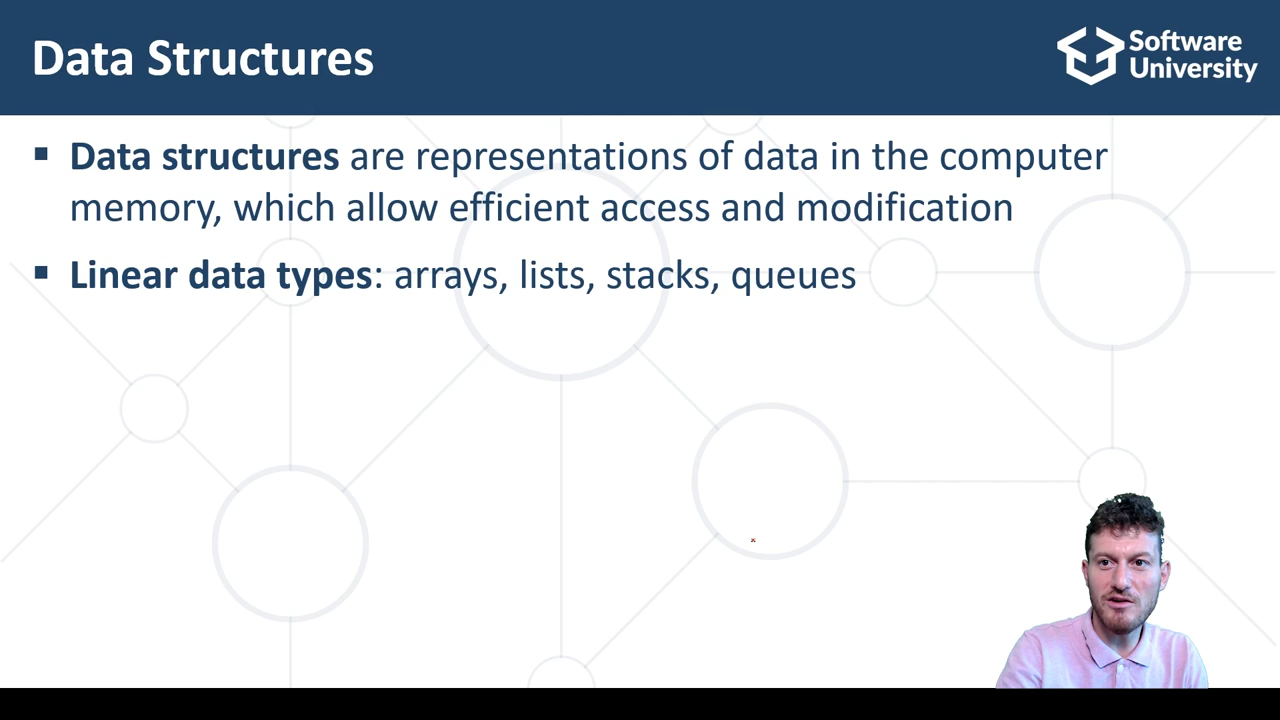 Data Structures
Software
University
▪ Data structures are representations of data in the computer
memory, which allow efficient access and modification
▪ Linear data types: arrays, lists, stacks, queues